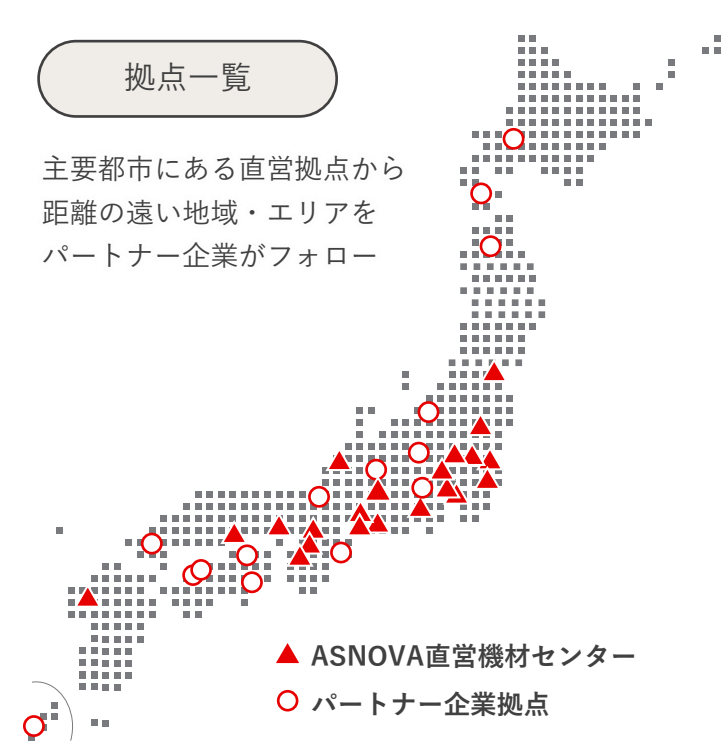 拠点一覧
主要都市にある直営拠点から
距離の遠い地域・エリアを
パートナー企業がフォロー
ASNOVA直営機材センター
パートナー企業拠点